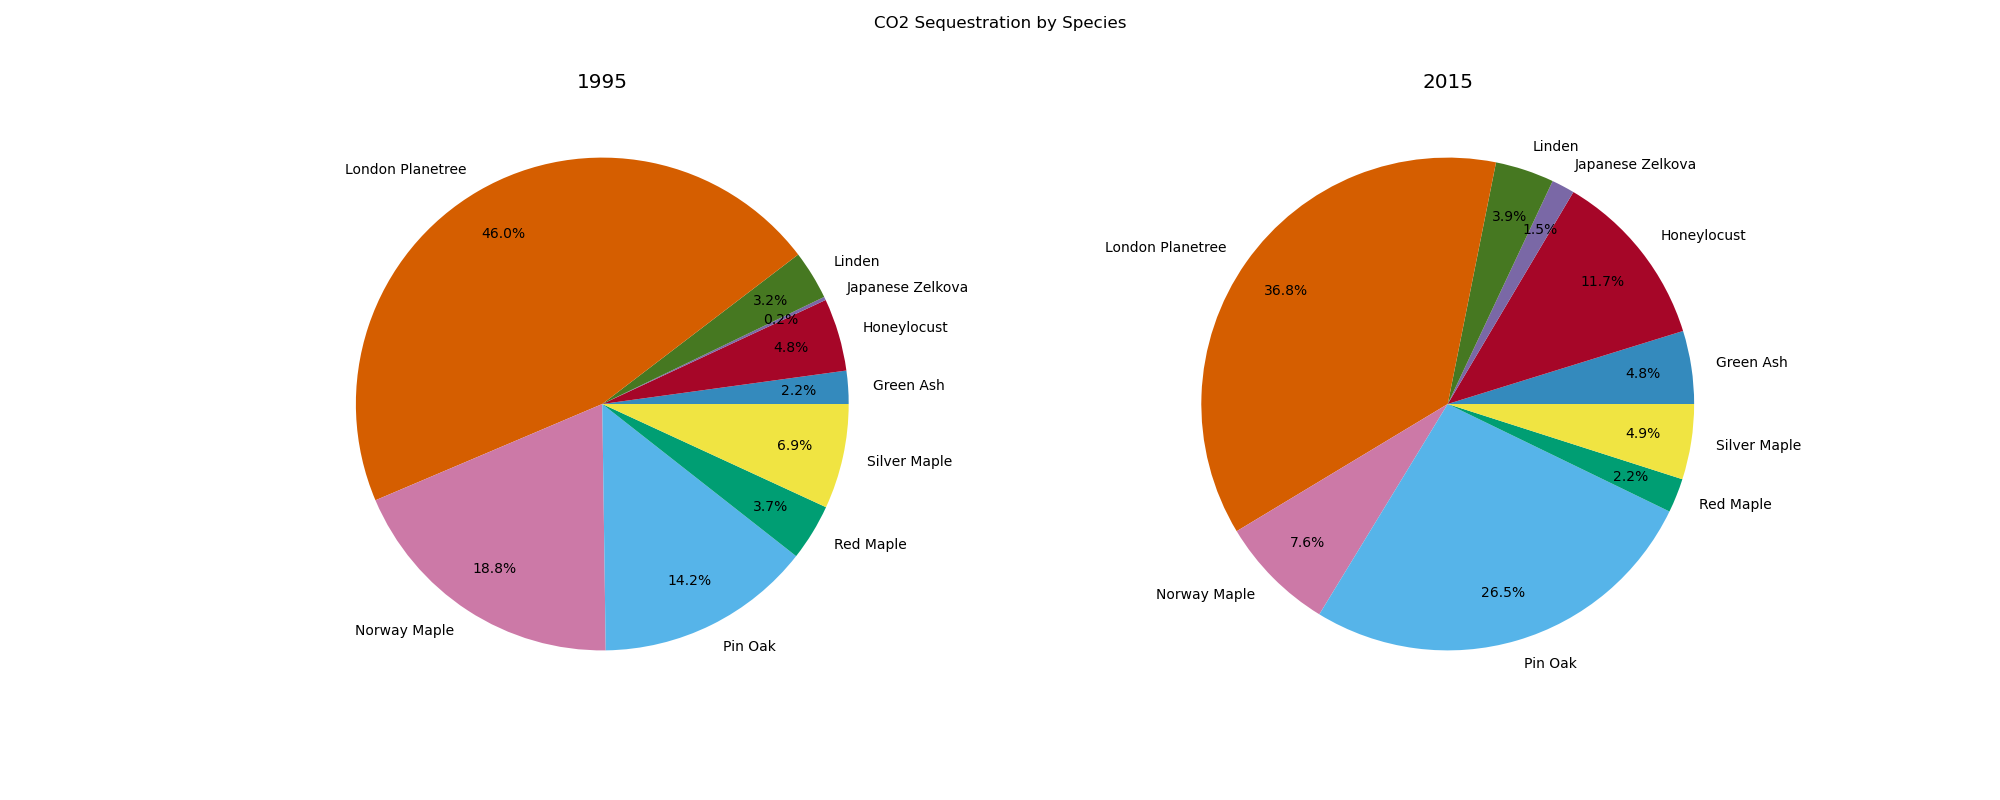 CO2 Sequestration by Species
1995
London Planetree
46.0%
Linden
3.2%
Japanese Zelkova
0.2%
Honeylocust
4.8%
Green Ash
2.2%
Silver Maple
6.9%
Red Maple
3.7%
Pin Oak
14.2%
Norway Maple
18.8%
2015
Linden
3.9%
Japanese Zelkova
1.5%
Honeylocust
11.7%
London Planetree
36.8%
Green Ash
4.8%
Silver Maple
4.9%
Red Maple
2.2%
Norway Maple
7.6%
Pin Oak
26.5%